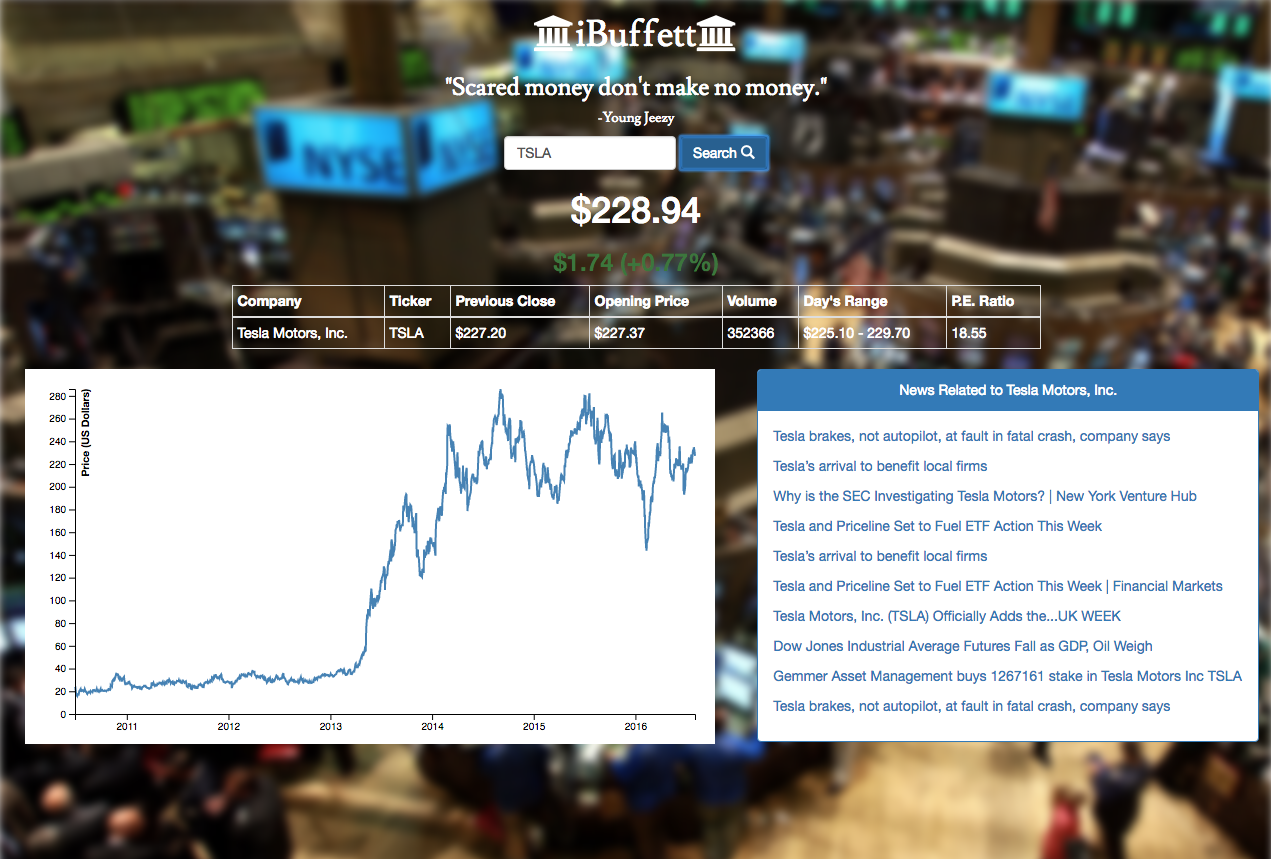 iBuffett
"Scared money don't make no money."
-Young Jeezy
TSLA Search
$228.94
$1.74 (+0.77%)
Company Ticker Previous Close Opening Price Volume Day's Range P.E. Ratio
Tesla Motors, Inc. TSLA $227.20 $227.37 352366 $225.10 - 229.70 18.55
Price (US Dollars)
280
260
240
220
200
180
160
140
120
100
80
60
40
20
0
2011 2012 2013 2014 2015 2016
News Related to Tesla Motors, Inc.
Tesla brakes, not autopilot, at fault in fatal crash, company says
Tesla's arrival to benefit local firms
Why is the SEC Investigating Tesla Motors? | New York Venture Hub
Tesla and Priceline Set to Fuel ETF Action This Week
Tesla's arrival to benefit local firms
Tesla and Priceline Set to Fuel ETF Action This Week | Financial Markets
Tesla Motors, Inc. (TSLA) Officially Adds the...UK WEEK
Dow Jones Industrial Average Futures Fall as GDP, Oil Weigh
Gemmer Asset Management buys 1267161 stake in Tesla Motors Inc TSLA
Tesla brakes, not autopilot, at fault in fatal crash, company says
NYSE
NYSE